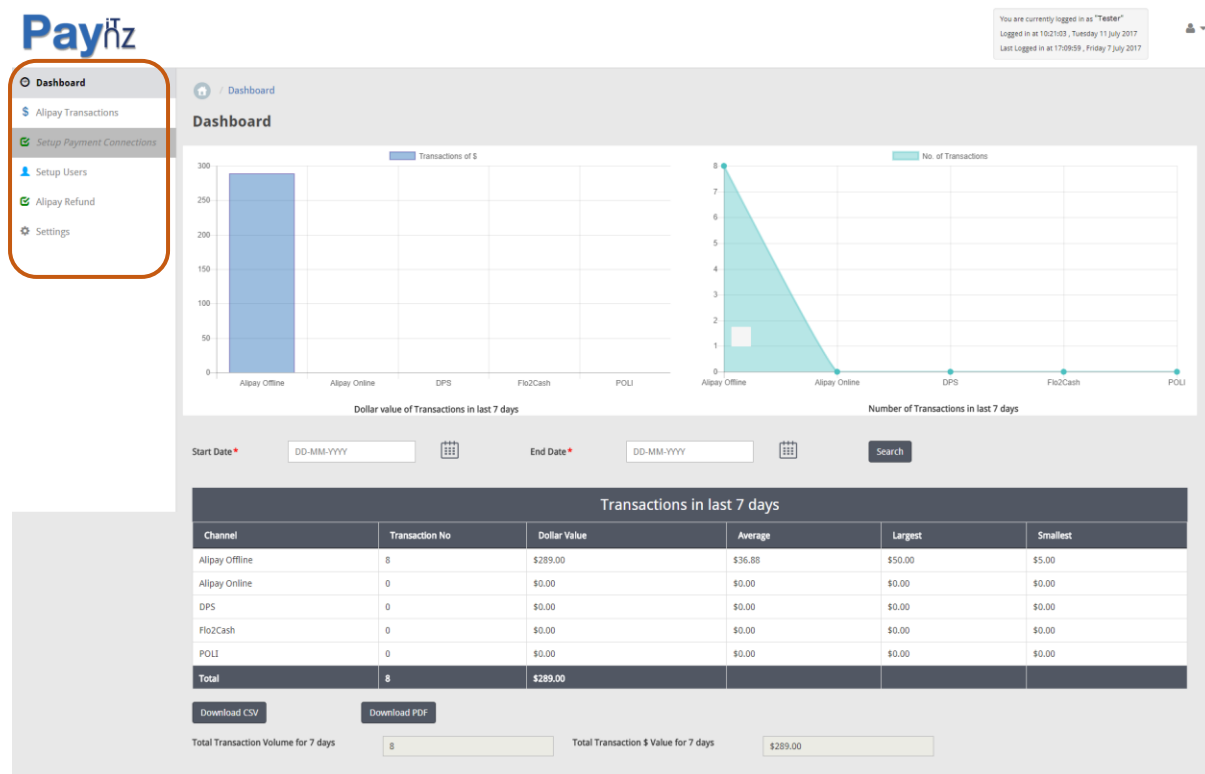 Pay itnz
You are currently logged in as "Tester"
Logged in at 10:21:03 , Tuesday 11 July 2017
Last Logged in at 17:09:59 , Friday 7 July 2017
Dashboard
Alipay Transactions
Setup Payment Connections
Setup Users
Alipay Refund
Settings
/ Dashboard
Dashboard
Transactions of $
300
250
200
150
100
50
0
Alipay Offline Alipay Online DPS Flo2Cash POLI
Dollar value of Transactions in last 7 days
No. of Transactions
8
7
6
5
4
3
2
1
0
Alipay Offline Alipay Online DPS Flo2Cash POLI
Number of Transactions in last 7 days
Start Date* DD-MM-YYYY End Date* DD-MM-YYYY Search
Transactions in last 7 days
Channel Transaction No Dollar Value Average Largest Smallest
Alipay Offline 8 $289.00 $36.88 $50.00 $5.00
Alipay Online 0 $0.00 $0.00 $0.00 $0.00
DPS 0 $0.00 $0.00 $0.00 $0.00
Flo2Cash 0 $0.00 $0.00 $0.00 $0.00
POLI 0 $0.00 $0.00 $0.00 $0.00
Total 8 $289.00
Download CSV Download PDF
Total Transaction Volume for 7 days 8 Total Transaction $ Value for 7 days $289.00